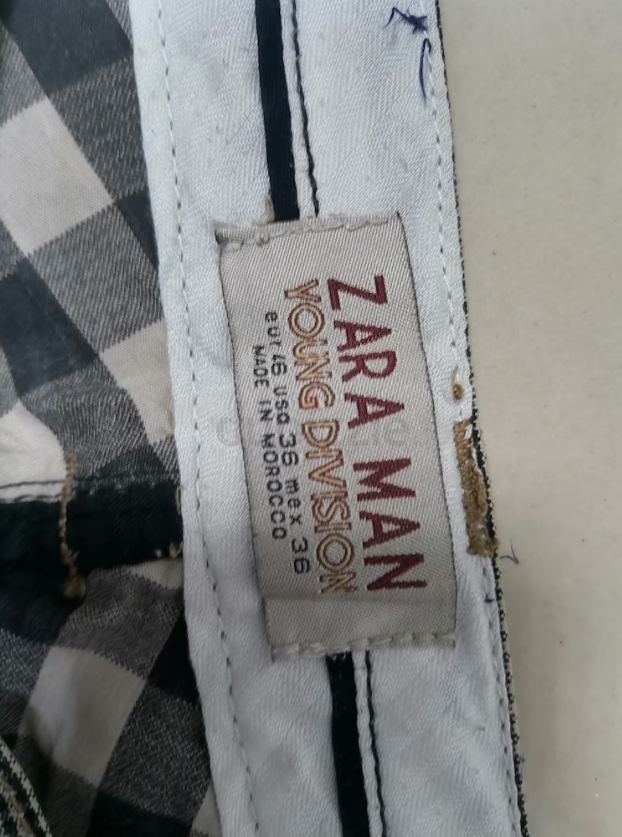 ZARA MAN
YOUNG DIVISION
eur 46 usa 36 mex 36
MADE IN MOROCCO